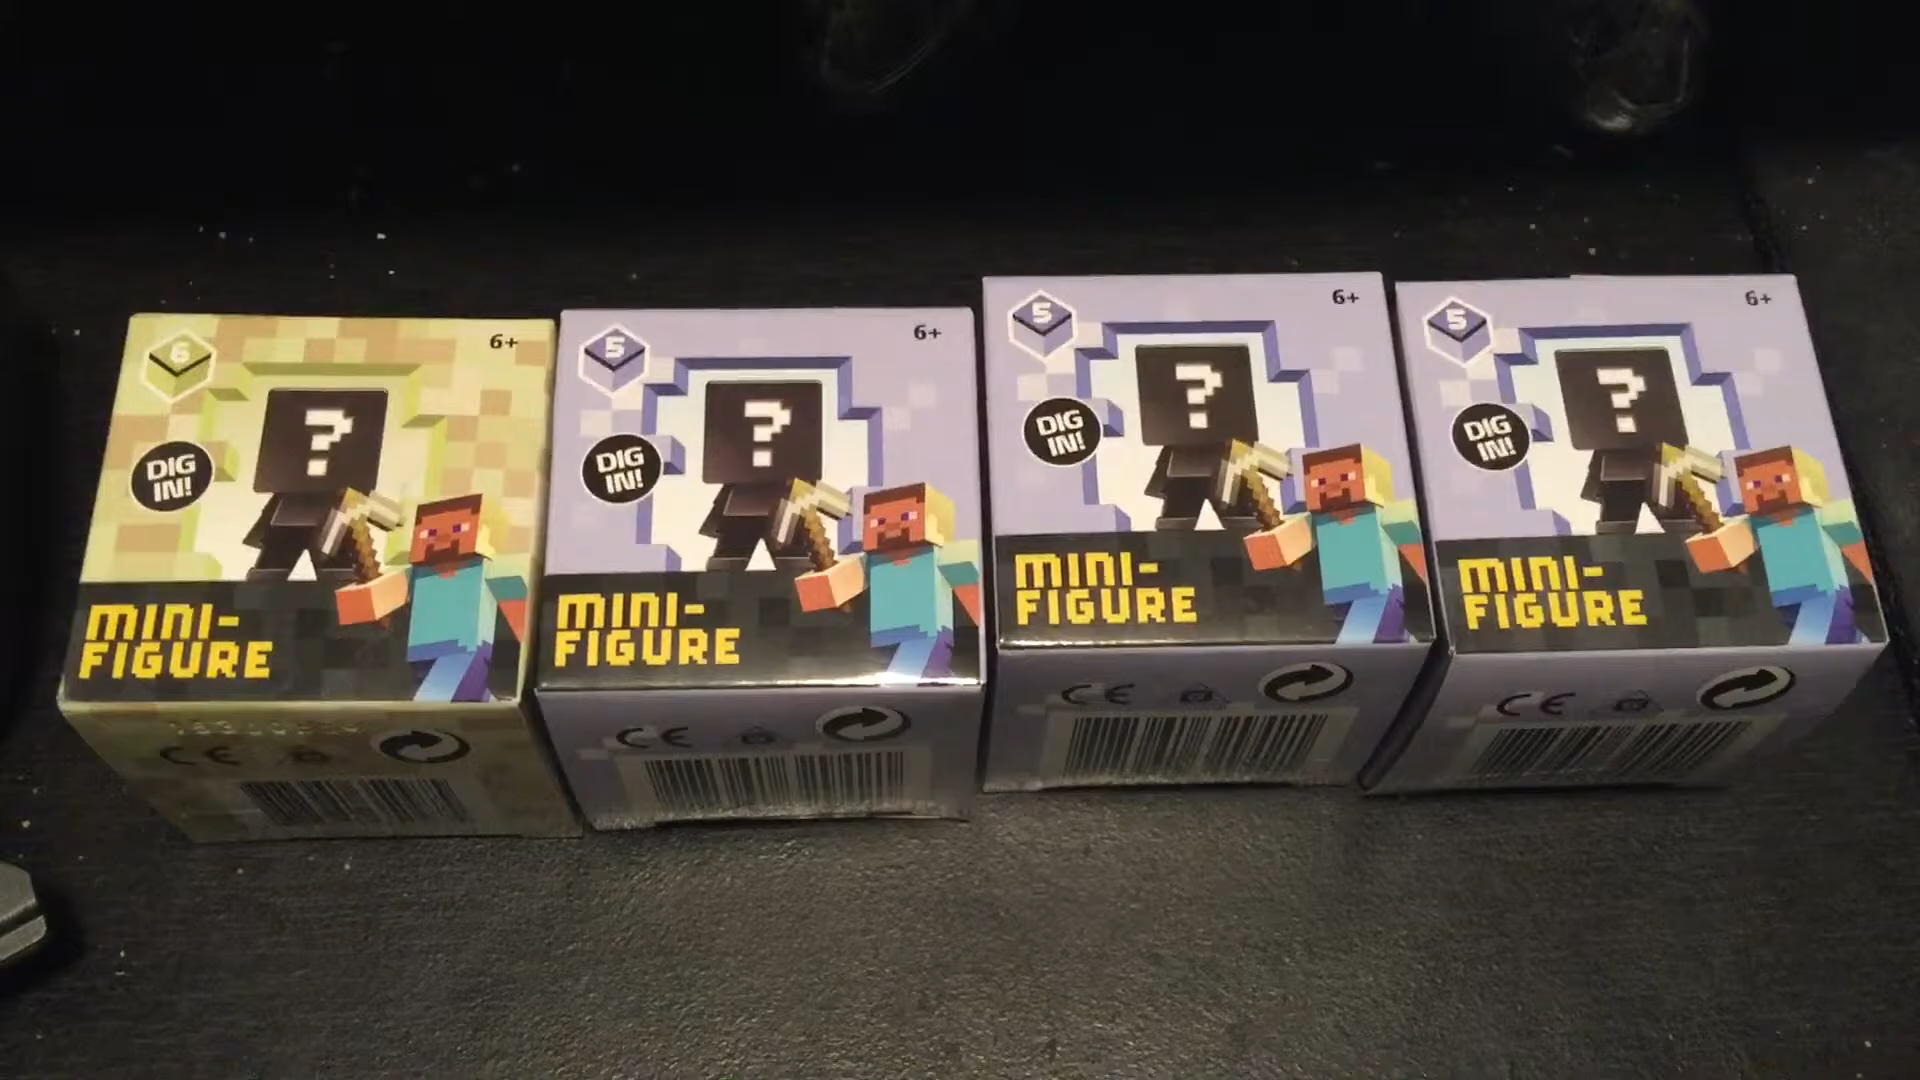 6
6+
?
DIG
IN!
MINI-
FIGURE
CE
5
6+
?
DIG
IN!
MINI-
FIGURE
CE
5
6+
?
DIG
IN!
MINI-
FIGURE
CE
5
6+
?
DIG
IN!
MINI-
FIGURE
CE